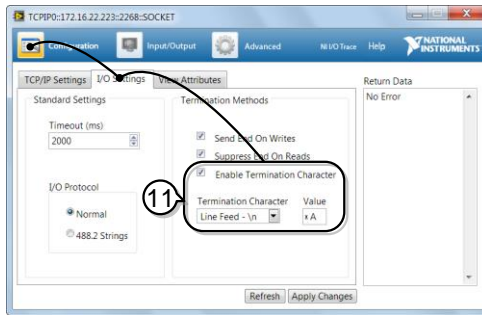 TCPIP0::172.16.22.223::2268::SOCKET
Configuration Input/Output Advanced NI I/O Trace Help NATIONAL INSTRUMENTS
TCP/IP Settings I/O Settings View Attributes Return Data
Standard Settings Termination Methods No Error
Timeout (ms)
2000
Send End On Writes
Suppress End On Reads
Enable Termination Character
I/O Protocol
Normal
488.2 Strings
11
Termination Character Value
Line Feed - \n x A
Refresh Apply Changes